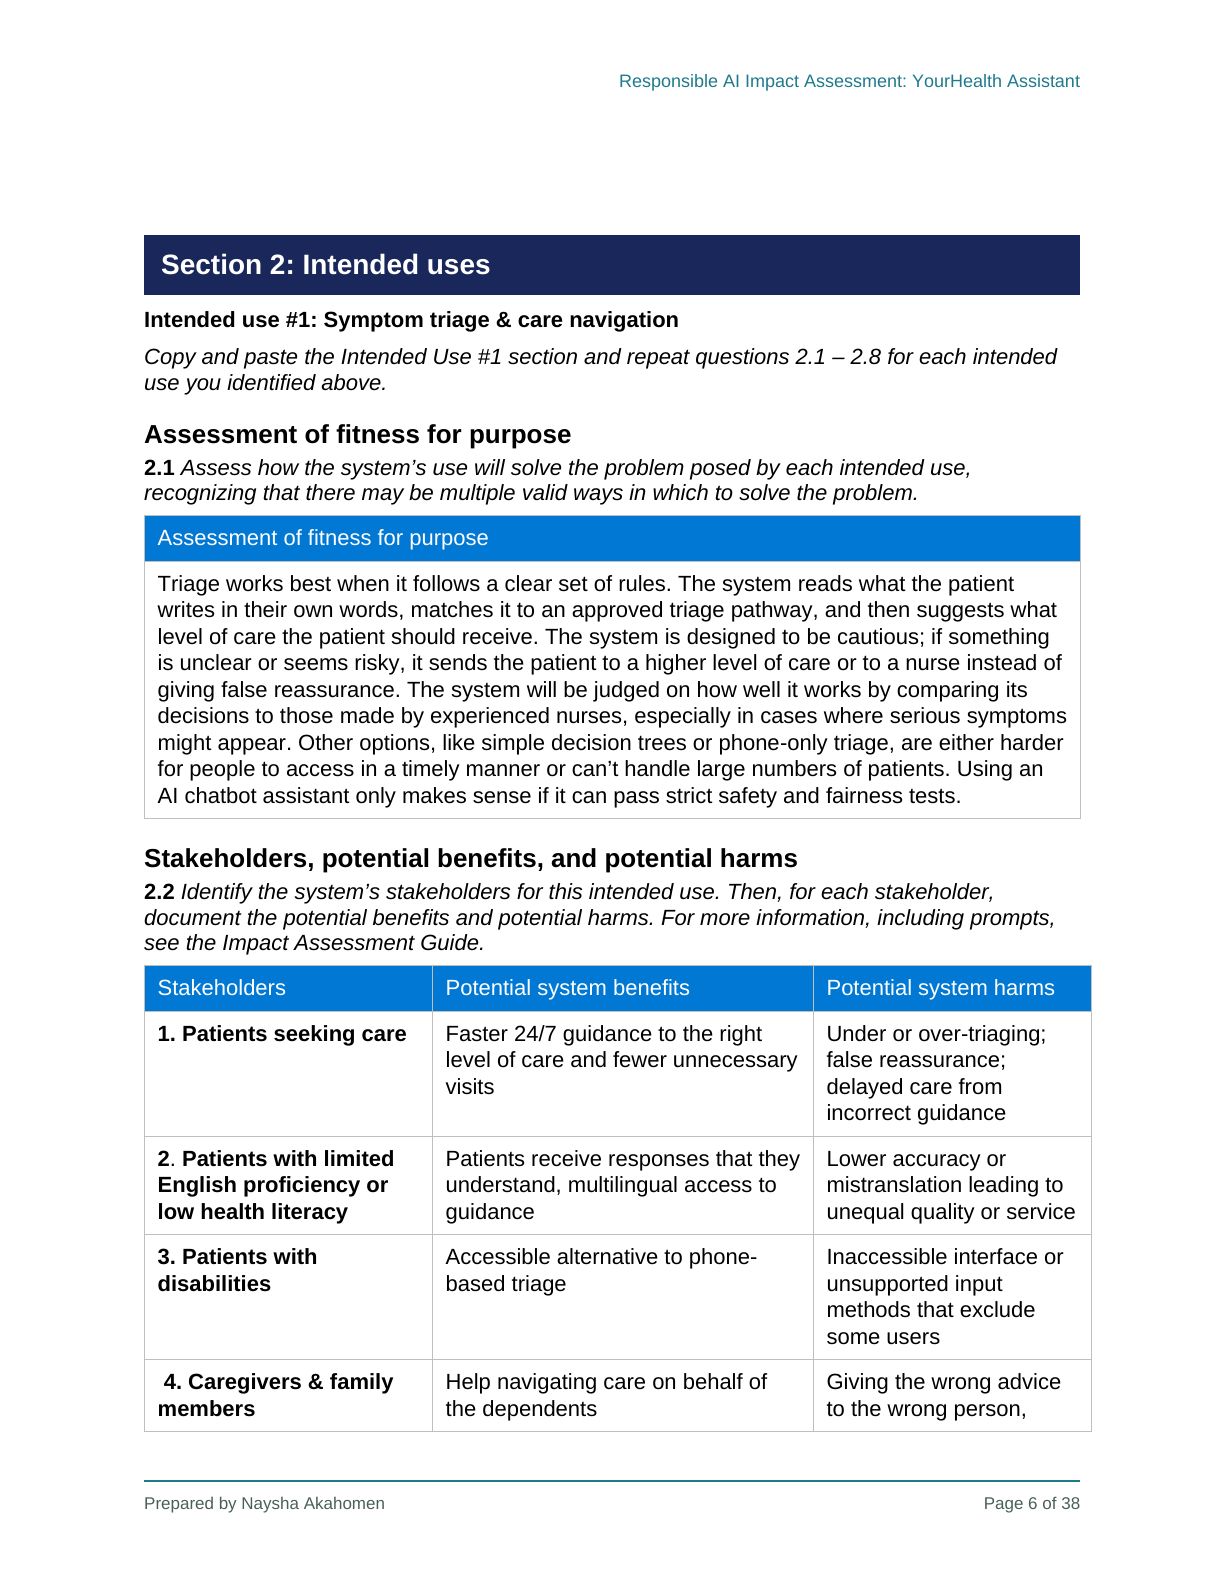 Responsible AI Impact Assessment: YourHealth Assistant
Section 2: Intended uses
Intended use #1: Symptom triage & care navigation
Copy and paste the Intended Use #1 section and repeat questions 2.1 – 2.8 for each intended
use you identified above.
Assessment of fitness for purpose
2.1 Assess how the system’s use will solve the problem posed by each intended use,
recognizing that there may be multiple valid ways in which to solve the problem.
Assessment of fitness for purpose
Triage works best when it follows a clear set of rules. The system reads what the patient
writes in their own words, matches it to an approved triage pathway, and then suggests what
level of care the patient should receive. The system is designed to be cautious; if something
is unclear or seems risky, it sends the patient to a higher level of care or to a nurse instead of
giving false reassurance. The system will be judged on how well it works by comparing its
decisions to those made by experienced nurses, especially in cases where serious symptoms
might appear. Other options, like simple decision trees or phone-only triage, are either harder
for people to access in a timely manner or can’t handle large numbers of patients. Using an
AI chatbot assistant only makes sense if it can pass strict safety and fairness tests.
Stakeholders, potential benefits, and potential harms
2.2 Identify the system’s stakeholders for this intended use. Then, for each stakeholder,
document the potential benefits and potential harms. For more information, including prompts,
see the Impact Assessment Guide.
Stakeholders
Potential system benefits
Potential system harms
1. Patients seeking care
Faster 24/7 guidance to the right
level of care and fewer unnecessary
visits
Under or over-triaging;
false reassurance;
delayed care from
incorrect guidance
2. Patients with limited
English proficiency or
low health literacy
Patients receive responses that they
understand, multilingual access to
guidance
Lower accuracy or
mistranslation leading to
unequal quality or service
3. Patients with
disabilities
Accessible alternative to phone-
based triage
Inaccessible interface or
unsupported input
methods that exclude
some users
4. Caregivers & family
members
Help navigating care on behalf of
the dependents
Giving the wrong advice
to the wrong person,
Prepared by Naysha Akahomen
Page 6 of 38